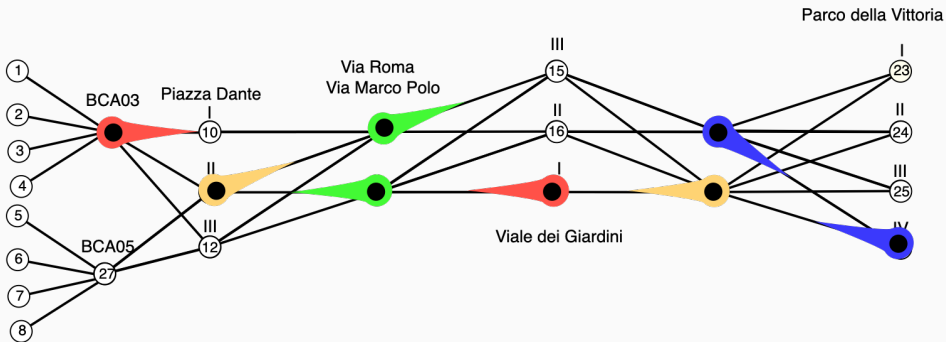 Parco della Vittoria
III
I
Via Roma
Via Marco Polo
1
15
23
BCA03
Piazza Dante
I
II
II
2
10
16
24
3
II
I
III
4
25
5
III
IV
BCA05
12
Viale dei Giardini
6
27
7
8